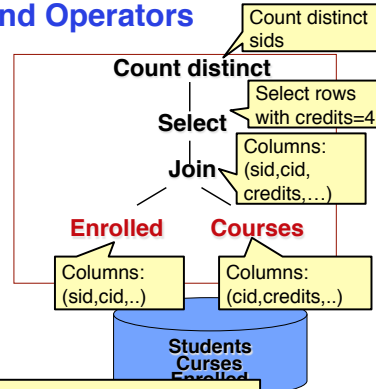 nd Operators
Count distinct
sids
Count distinct
Select rows
with credits=4
Select
Columns:
(sid,cid,
credits,…)
Join
Enrolled
Courses
Columns:
(sid,cid,..)
Columns:
(cid,credits,..)
Students
Curses
Enrolled